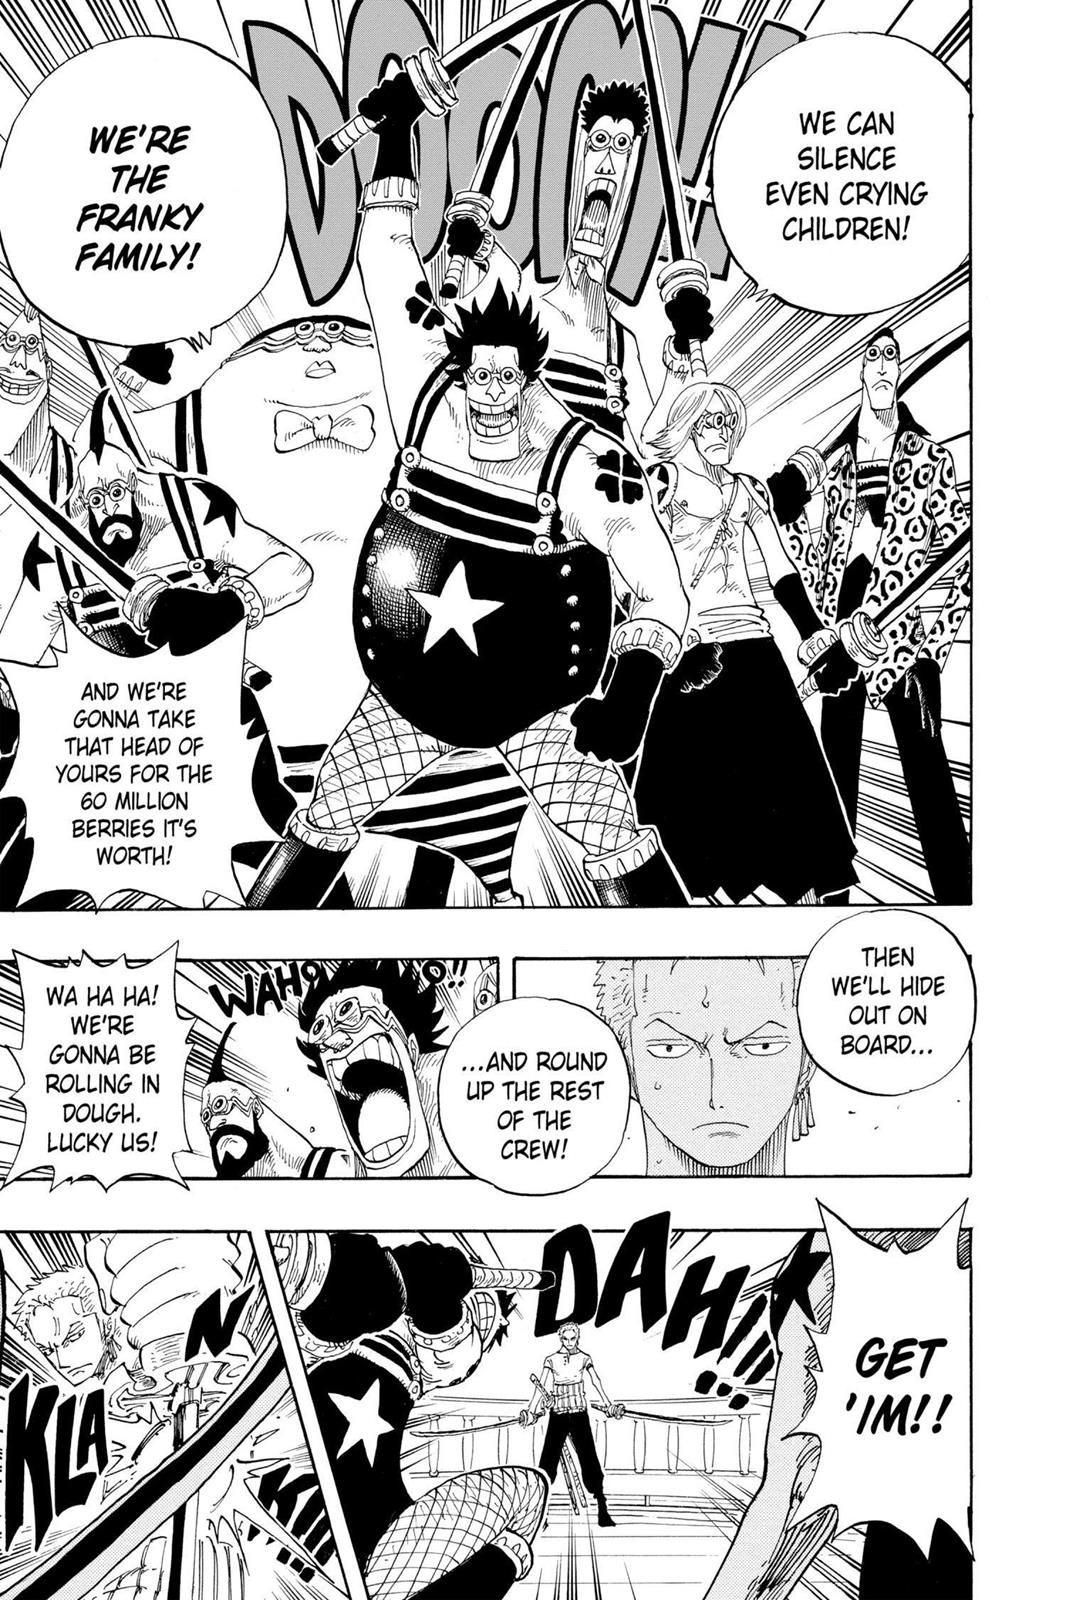 DOOM!!
WE CAN
SILENCE
EVEN CRYING
CHILDREN!
WE'RE
THE
FRANKY
FAMILY!
AND WE'RE
GONNA TAKE
THAT HEAD OF
YOURS FOR THE
60 MILLION
BERRIES IT'S
WORTH!
THEN
WE'LL HIDE
OUT ON
BOARD...
...AND ROUND
UP THE REST
OF THE
CREW!
WAHO
O!!
WA HA HA!
WE'RE
GONNA BE
ROLLING IN
DOUGH.
LUCKY US!
GET
'IM!!
DAH!!!
KLA
N
K!!!